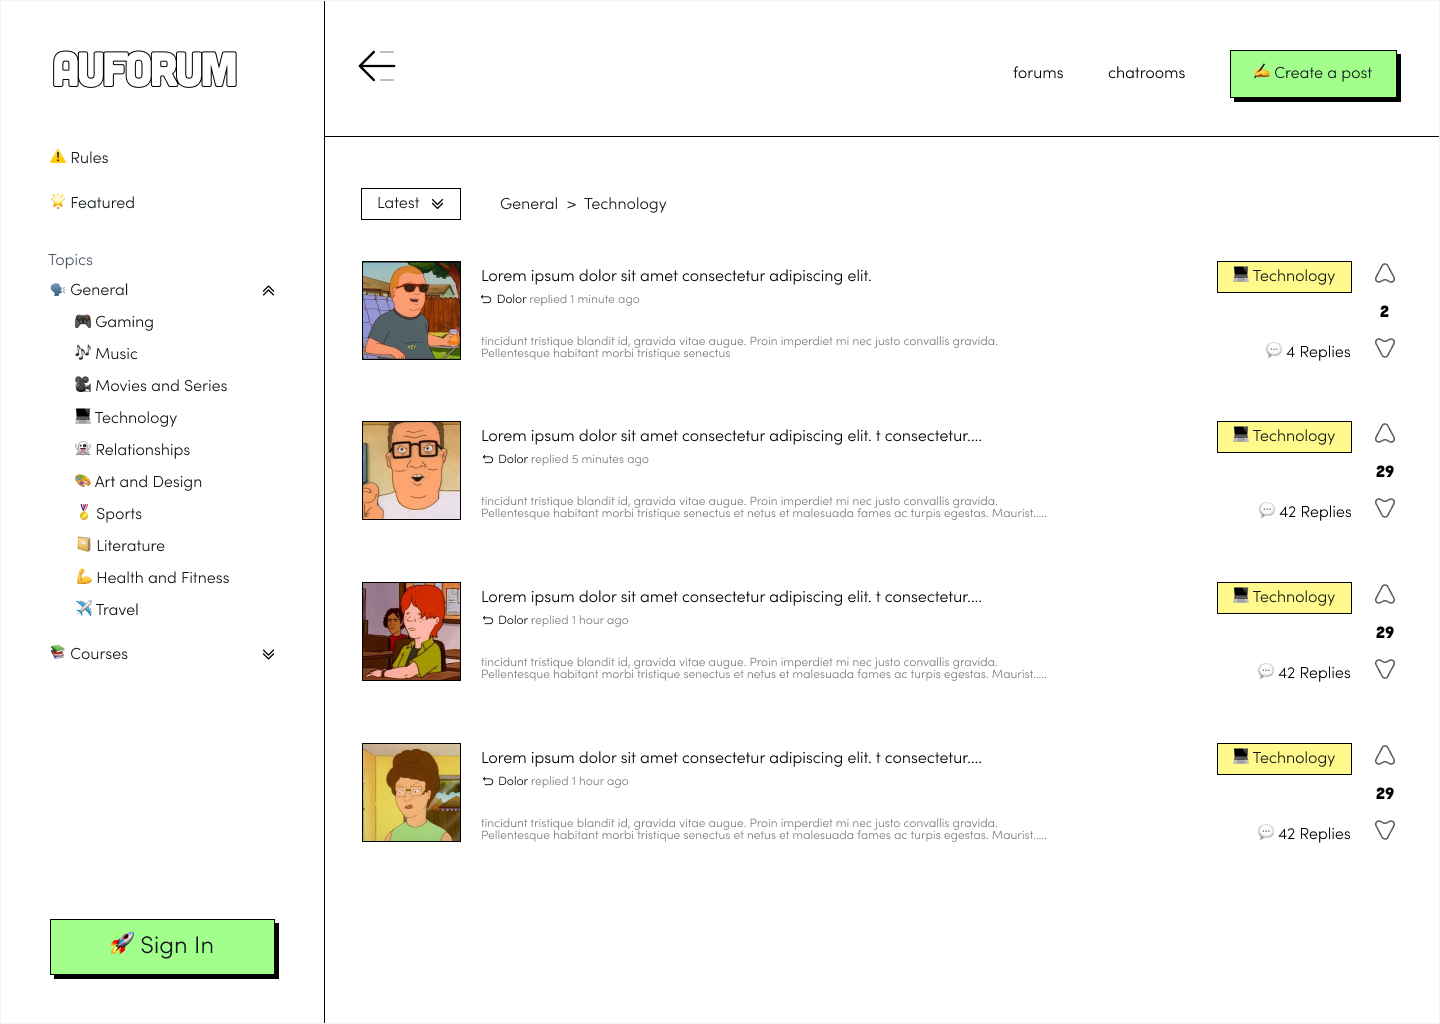 AUFORUM
Rules
Featured
Topics
General
Gaming
Music
Movies and Series
Technology
Relationships
Art and Design
Sports
Literature
Health and Fitness
Travel
Courses
Sign In
forums
chatrooms
Create a post
Latest
General > Technology
Lorem ipsum dolor sit amet consectetur adipiscing elit.
Dolor replied 1 minute ago
tincidunt tristique blandit id, gravida vitae augue. Proin imperdiet mi nec justo convallis gravida.
Pellentesque habitant morbi tristique senectus
Technology
2
4 Replies
Lorem ipsum dolor sit amet consectetur adipiscing elit. t consectetur....
Dolor replied 5 minutes ago
tincidunt tristique blandit id, gravida vitae augue. Proin imperdiet mi nec justo convallis gravida.
Pellentesque habitant morbi tristique senectus et netus et malesuada fames ac turpis egestas. Maurist.....
Technology
29
42 Replies
Lorem ipsum dolor sit amet consectetur adipiscing elit. t consectetur....
Dolor replied 1 hour ago
tincidunt tristique blandit id, gravida vitae augue. Proin imperdiet mi nec justo convallis gravida.
Pellentesque habitant morbi tristique senectus et netus et malesuada fames ac turpis egestas. Maurist.....
Technology
29
42 Replies
Lorem ipsum dolor sit amet consectetur adipiscing elit. t consectetur....
Dolor replied 1 hour ago
tincidunt tristique blandit id, gravida vitae augue. Proin imperdiet mi nec justo convallis gravida.
Pellentesque habitant morbi tristique senectus et netus et malesuada fames ac turpis egestas. Maurist.....
Technology
29
42 Replies